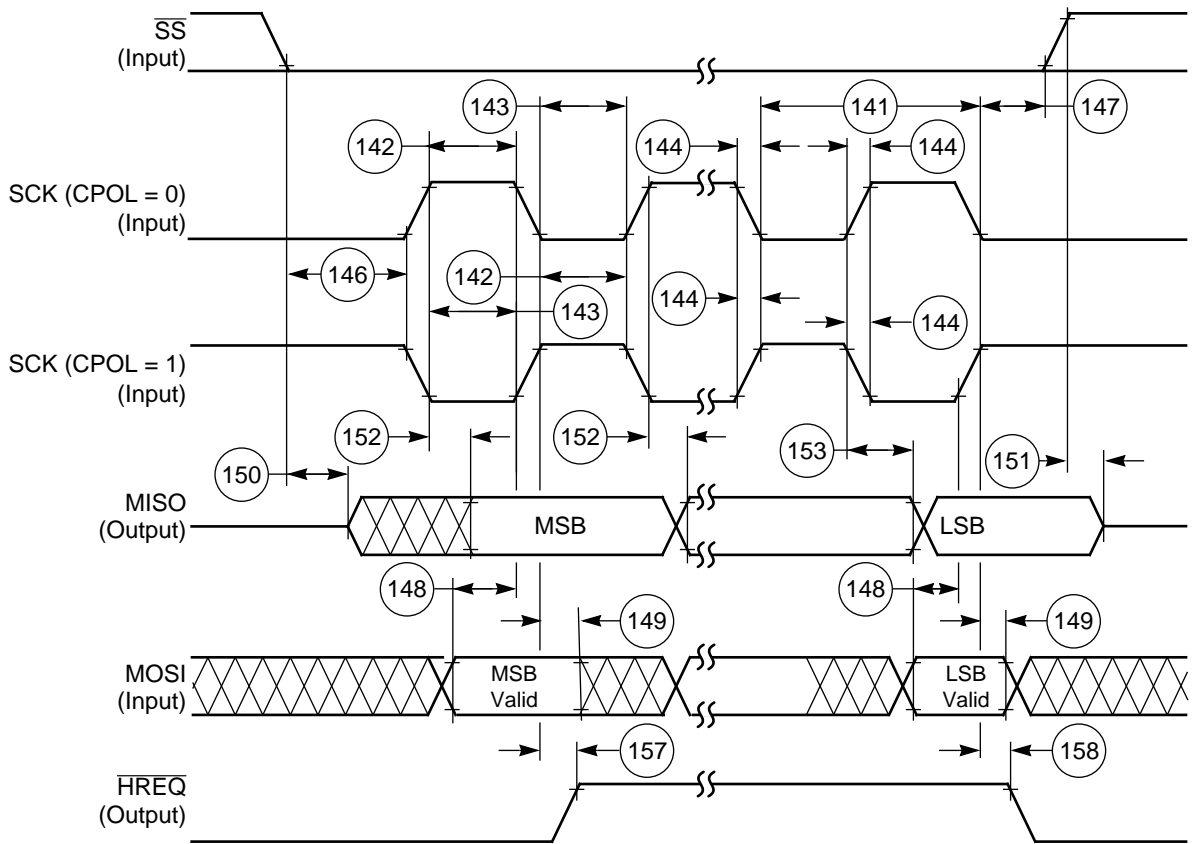 SS
(Input)
143
141
147
142
144
144
SCK (CPOL = 0)
(Input)
146
142
144
143
144
SCK (CPOL = 1)
(Input)
152
152
153
151
150
MISO
(Output)
MSB
LSB
148
148
149
149
MOSI
(Input)
MSB
Valid
LSB
Valid
157
158
HREQ
(Output)